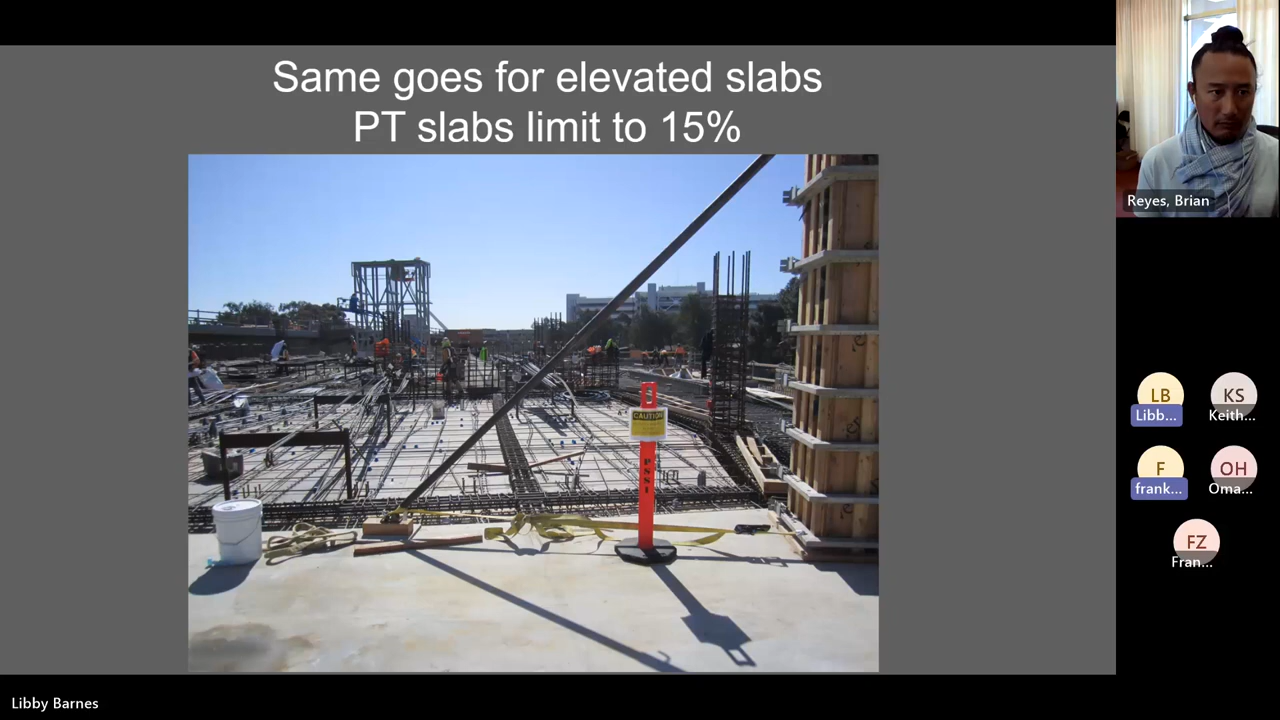 Same goes for elevated slabs
PT slabs limit to 15%
CAUTION
PSSI
Reyes, Brian
LB
KS
Libb...
Keith...
F
OH
frank...
Oma...
FZ
Fran...
Libby Barnes